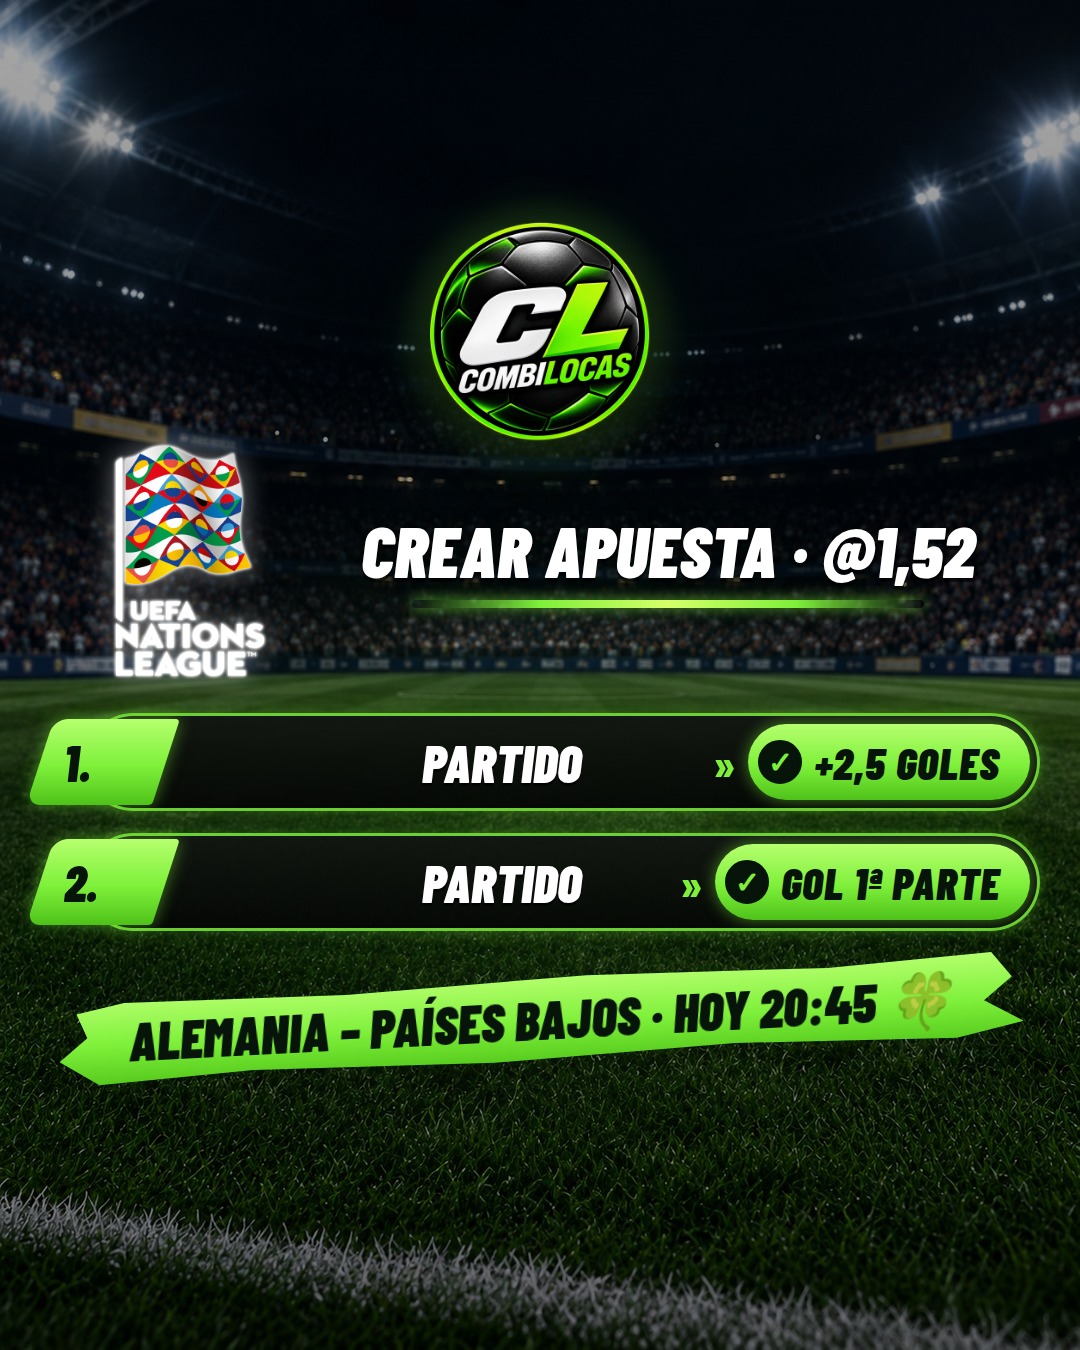 CL
COMBILOCAS
UEFA
NATIONS
LEAGUE™
CREAR APUESTA · @1,52
1. PARTIDO » ✓ +2,5 GOLES
2. PARTIDO » ✓ GOL 1ª PARTE
ALEMANIA – PAÍSES BAJOS · HOY 20:45 🍀